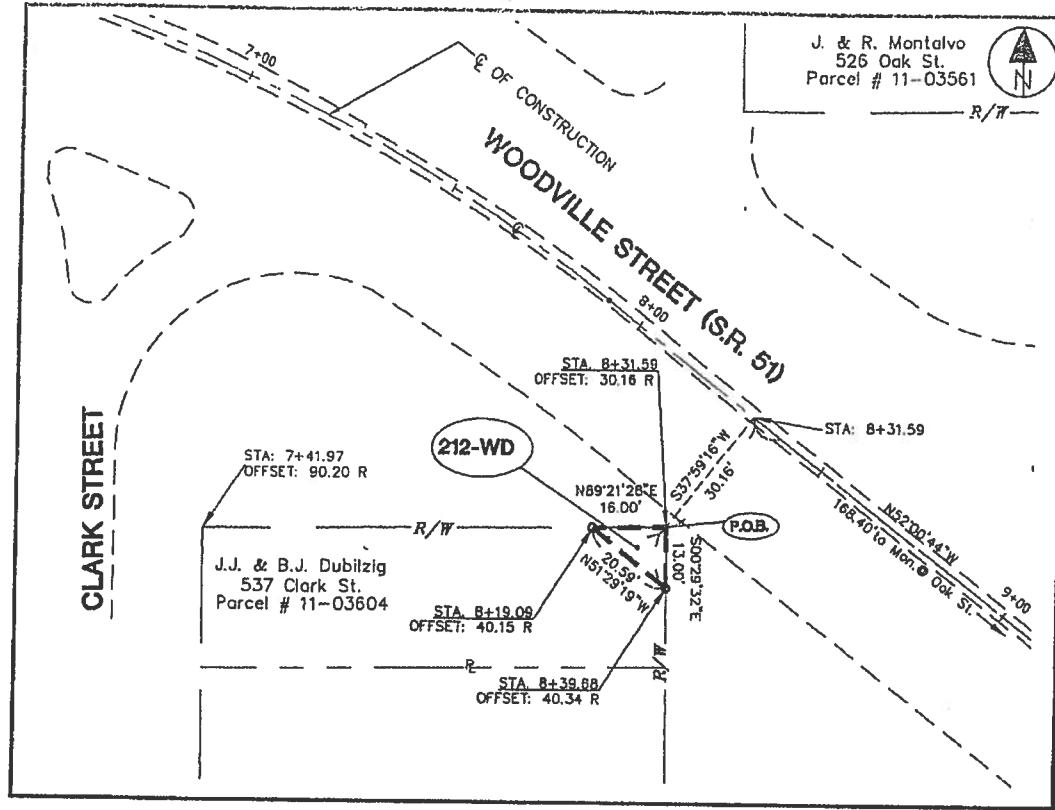 J. & R. Montalvo
526 Oak St.
Parcel # 11-03561
N
R/W
7+00
℄ OF CONSTRUCTION
WOODVILLE STREET (S.R. 51)
℄
8+00
STA. 8+31.59
OFFSET: 30.16 R
STA: 8+31.59
212-WD
S37°59'16"W
30.16'
STA: 7+41.97
OFFSET: 90.20 R
N89°21'28"E
16.00'
R/W
P.O.B.
N52°00'44"W
168.40' to Mon. @ Oak St.
9+00
CLARK STREET
J.J. & B.J. Dubilzig
537 Clark St.
Parcel # 11-03604
20.59'
N51°29'19"W
S00°29'32"E
13.00'
STA. 8+19.09
OFFSET: 40.15 R
R/W
STA. 8+39.68
OFFSET: 40.34 R